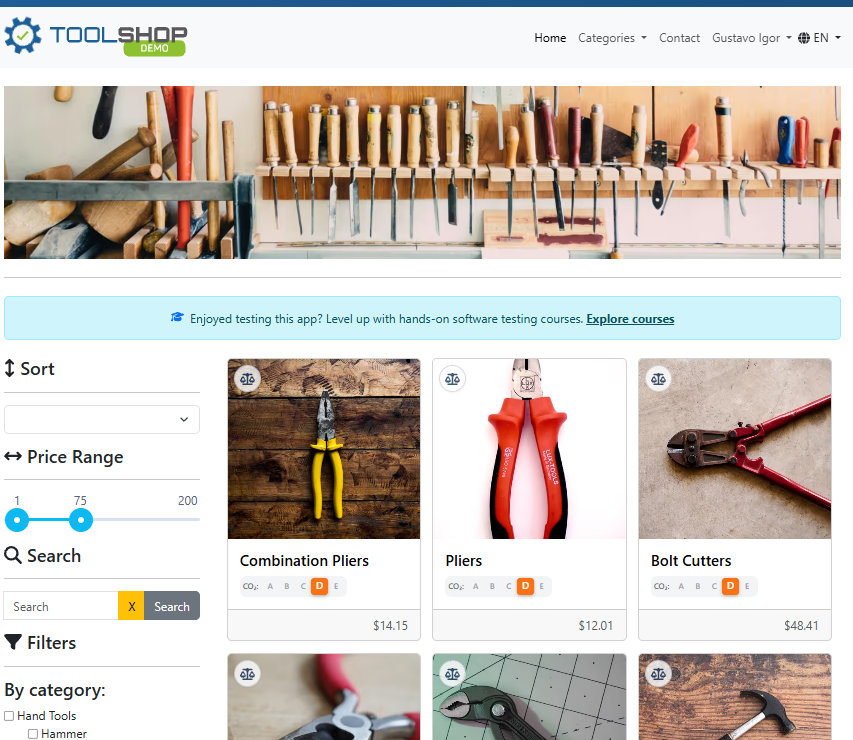 TOOLSHOP
DEMO
Home Categories Contact Gustavo Igor EN
Enjoyed testing this app? Level up with hands-on software testing courses. Explore courses
Sort
Price Range
1 75 200
Search
Search X Search
Filters
By category:
Hand Tools
Hammer
Combination Pliers
CO₂: A B C D E
$14.15
Pliers
CO₂: A B C D E
$12.01
Bolt Cutters
CO₂: A B C D E
$48.41